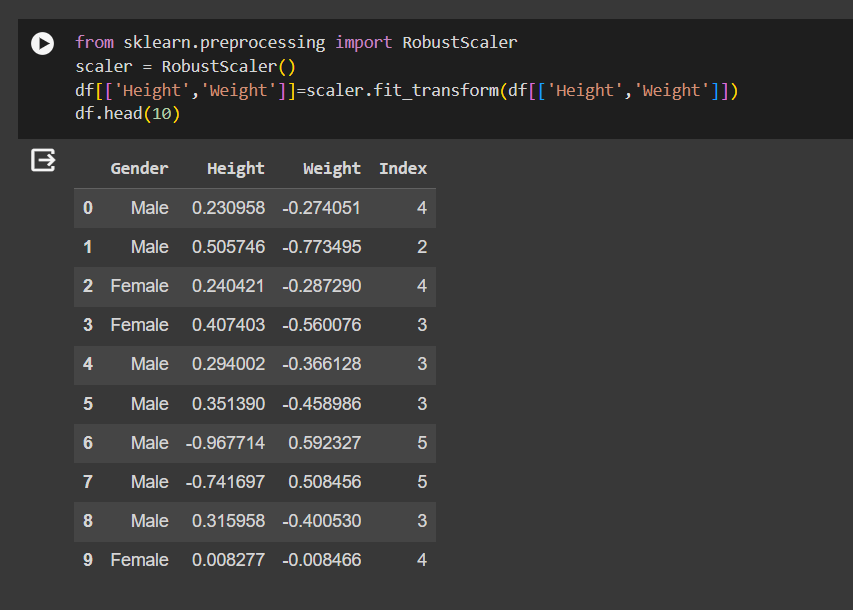 from sklearn.preprocessing import RobustScaler
scaler = RobustScaler()
df[['Height','Weight']]=scaler.fit_transform(df[['Height','Weight']])
df.head(10)
Gender Height Weight Index
0 Male 0.230958 -0.274051 4
1 Male 0.505746 -0.773495 2
2 Female 0.240421 -0.287290 4
3 Female 0.407403 -0.560076 3
4 Male 0.294002 -0.366128 3
5 Male 0.351390 -0.458986 3
6 Male -0.967714 0.592327 5
7 Male -0.741697 0.508456 5
8 Male 0.315958 -0.400530 3
9 Female 0.008277 -0.008466 4